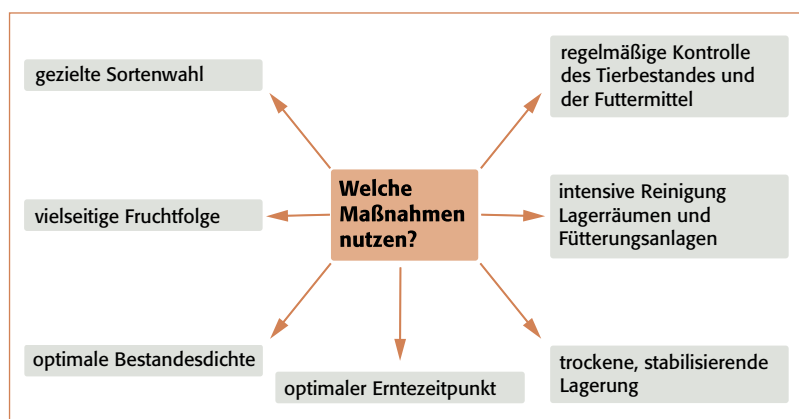 gezielte Sortenwahl
regelmäßige Kontrolle
des Tierbestandes und
der Futtermittel
Welche
Maßnahmen
nutzen?
vielseitige Fruchtfolge
intensive Reinigung
Lagerräumen und
Fütterungsanlagen
optimale Bestandesdichte
optimaler Erntezeitpunkt
trockene, stabilisierende
Lagerung